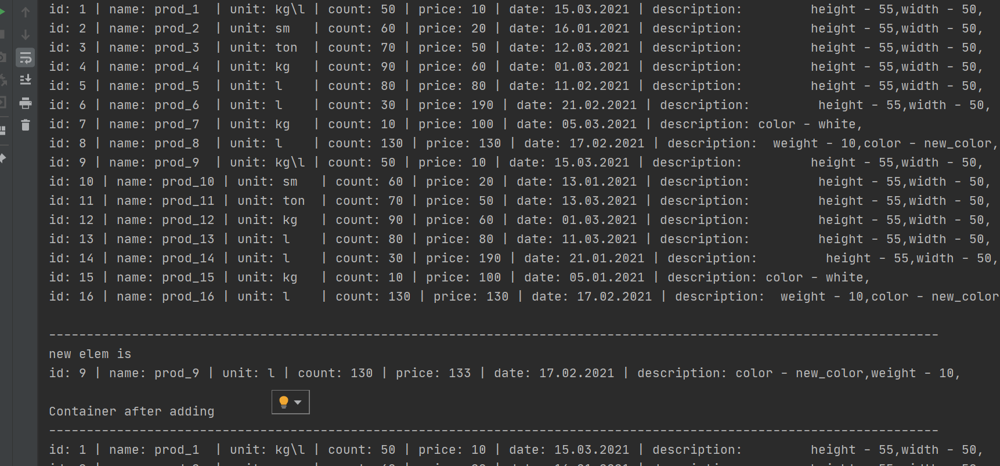 id: 1 | name: prod_1  | unit: kg\l | count: 50 | price: 10 | date: 15.03.2021 | description:         height - 55,width - 50,
id: 2 | name: prod_2  | unit: sm   | count: 60 | price: 20 | date: 16.01.2021 | description:         height - 55,width - 50,
id: 3 | name: prod_3  | unit: ton  | count: 70 | price: 50 | date: 12.03.2021 | description:         height - 55,width - 50,
id: 4 | name: prod_4  | unit: kg   | count: 90 | price: 60 | date: 01.03.2021 | description:         height - 55,width - 50,
id: 5 | name: prod_5  | unit: l    | count: 80 | price: 80 | date: 11.02.2021 | description:         height - 55,width - 50,
id: 6 | name: prod_6  | unit: l    | count: 30 | price: 190 | date: 21.02.2021 | description:         height - 55,width - 50,
id: 7 | name: prod_7  | unit: kg   | count: 10 | price: 100 | date: 05.03.2021 | description: color - white,
id: 8 | name: prod_8  | unit: l    | count: 130 | price: 130 | date: 17.02.2021 | description:  weight - 10,color - new_color,
id: 9 | name: prod_9  | unit: kg\l | count: 50 | price: 10 | date: 15.03.2021 | description:         height - 55,width - 50,
id: 10 | name: prod_10 | unit: sm   | count: 60 | price: 20 | date: 13.01.2021 | description:         height - 55,width - 50,
id: 11 | name: prod_11 | unit: ton  | count: 70 | price: 50 | date: 13.03.2021 | description:         height - 55,width - 50,
id: 12 | name: prod_12 | unit: kg   | count: 90 | price: 60 | date: 01.03.2021 | description:         height - 55,width - 50,
id: 13 | name: prod_13 | unit: l    | count: 80 | price: 80 | date: 11.03.2021 | description:         height - 55,width - 50,
id: 14 | name: prod_14 | unit: l    | count: 30 | price: 190 | date: 21.01.2021 | description:         height - 55,width - 50,
id: 15 | name: prod_15 | unit: kg   | count: 10 | price: 100 | date: 05.01.2021 | description: color - white,
id: 16 | name: prod_16 | unit: l    | count: 130 | price: 130 | date: 17.02.2021 | description:  weight - 10,color - new_color
----------------------------------------------------------------------------------------------------------------------
new elem is
id: 9 | name: prod_9 | unit: l | count: 130 | price: 133 | date: 17.02.2021 | description: color - new_color,weight - 10,
Container after adding
----------------------------------------------------------------------------------------------------------------------
id: 1 | name: prod_1  | unit: kg\l | count: 50 | price: 10 | date: 15.03.2021 | description:         height - 55,width - 50,